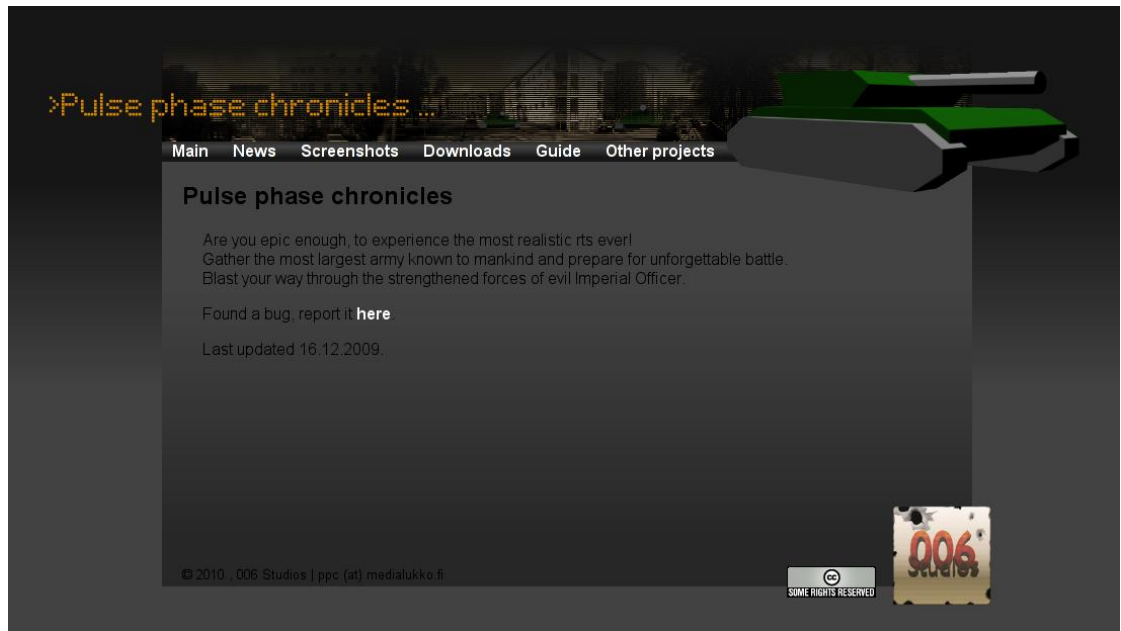 >Pulse phase chronicles ...
Main News Screenshots Downloads Guide Other projects
Pulse phase chronicles
Are you epic enough, to experience the most realistic rts ever!
Gather the most largest army known to mankind and prepare for unforgettable battle.
Blast your way through the strengthened forces of evil Imperial Officer.
Found a bug, report it here.
Last updated 16.12.2009.
© 2010 , 006 Studios | ppc (at) medialukko.fi
cc
SOME RIGHTS RESERVED
006
Studios